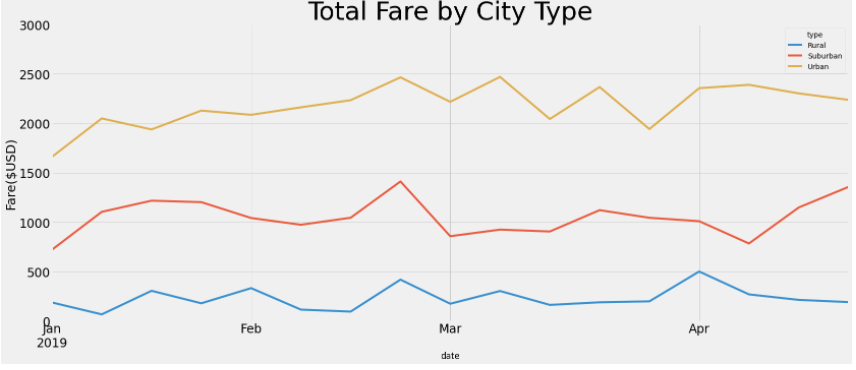 Total Fare by City Type
3000
2500
2000
1500
1000
500
0
Fare($USD)
type
Rural
Suburban
Urban
Jan
2019
Feb
Mar
Apr
date